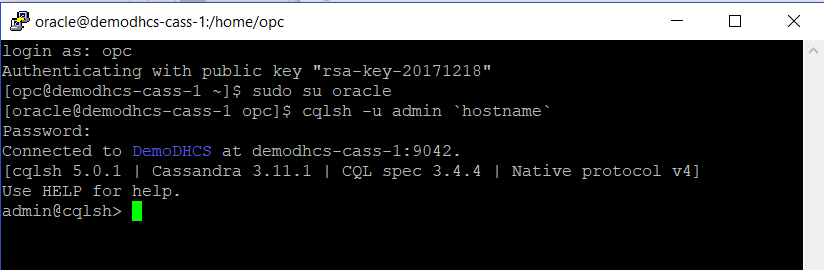 oracle@demodhcs-cass-1:/home/opc
login as: opc
Authenticating with public key "rsa-key-20171218"
[opc@demodhcs-cass-1 ~]$ sudo su oracle
[oracle@demodhcs-cass-1 opc]$ cqlsh -u admin `hostname`
Password:
Connected to DemoDHCS at demodhcs-cass-1:9042.
[cqlsh 5.0.1 | Cassandra 3.11.1 | CQL spec 3.4.4 | Native protocol v4]
Use HELP for help.
admin@cqlsh>